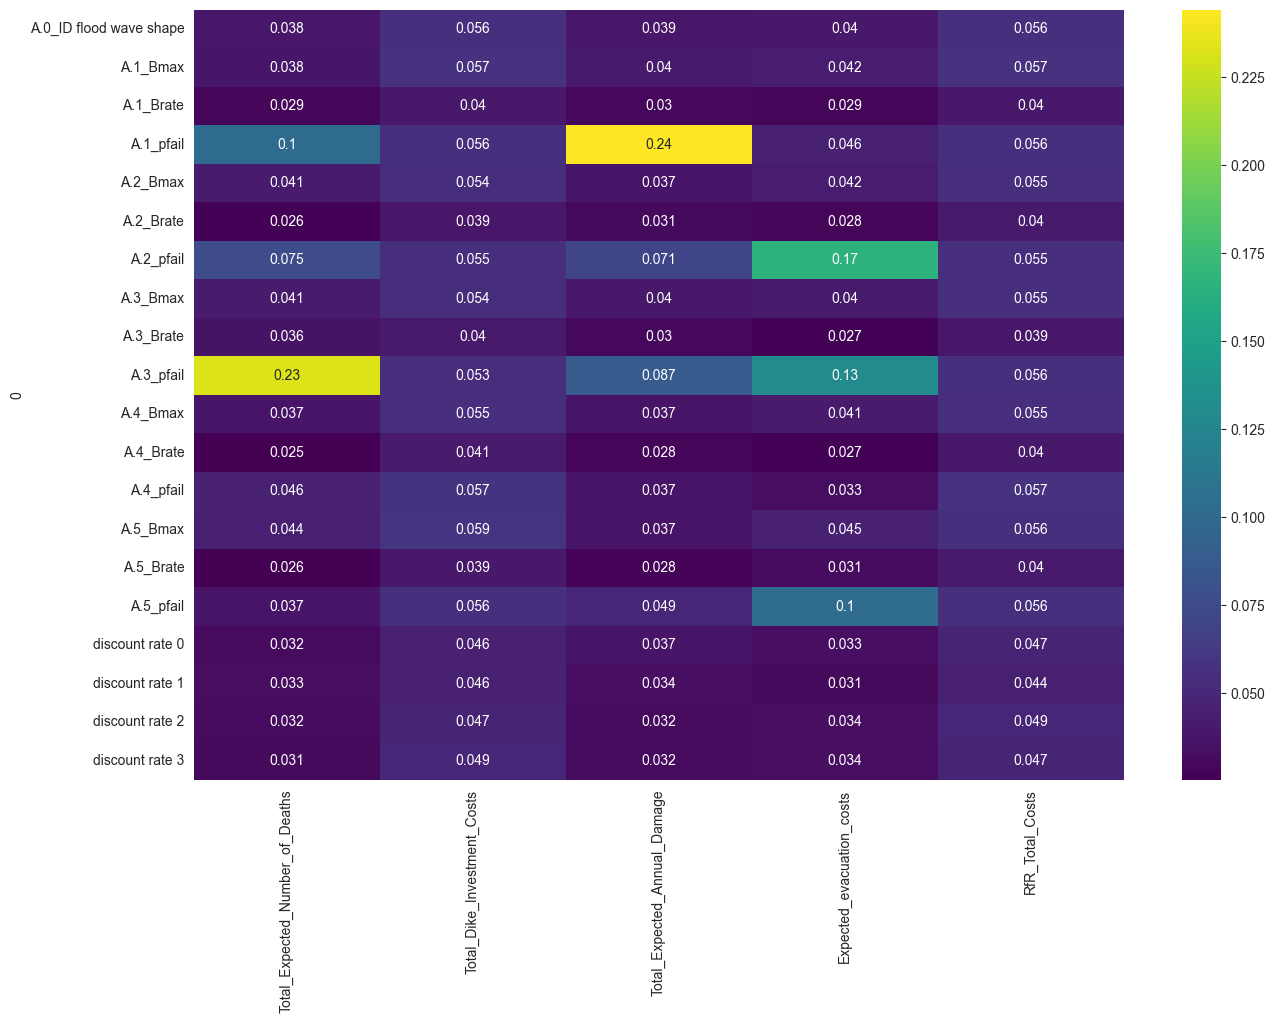 A.0_ID flood wave shape 0.038 0.056 0.039 0.04 0.056
A.1_Bmax 0.038 0.057 0.04 0.042 0.057
A.1_Brate 0.029 0.04 0.03 0.029 0.04
A.1_pfail 0.1 0.056 0.24 0.046 0.056
A.2_Bmax 0.041 0.054 0.037 0.042 0.055
A.2_Brate 0.026 0.039 0.031 0.028 0.04
A.2_pfail 0.075 0.055 0.071 0.17 0.055
A.3_Bmax 0.041 0.054 0.04 0.04 0.055
A.3_Brate 0.036 0.04 0.03 0.027 0.039
A.3_pfail 0.23 0.053 0.087 0.13 0.056
A.4_Bmax 0.037 0.055 0.037 0.041 0.055
A.4_Brate 0.025 0.041 0.028 0.027 0.04
A.4_pfail 0.046 0.057 0.037 0.033 0.057
A.5_Bmax 0.044 0.059 0.037 0.045 0.056
A.5_Brate 0.026 0.039 0.028 0.031 0.04
A.5_pfail 0.037 0.056 0.049 0.1 0.056
discount rate 0 0.032 0.046 0.037 0.033 0.047
discount rate 1 0.033 0.046 0.034 0.031 0.044
discount rate 2 0.032 0.047 0.032 0.034 0.049
discount rate 3 0.031 0.049 0.032 0.034 0.047
0
Total_Expected_Number_of_Deaths
Total_Dike_Investment_Costs
Total_Expected_Annual_Damage
Expected_evacuation_costs
RfR_Total_Costs
0.225
0.200
0.175
0.150
0.125
0.100
0.075
0.050